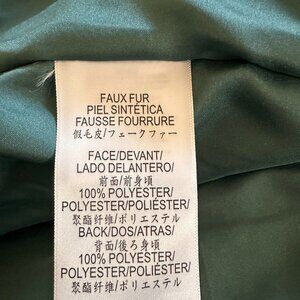 FAUX FUR
PIEL SINTÉTICA
FAUSSE FOURRURE
假毛皮/フェークファー
FACE/DEVANT/
LADO DELANTERO/
前面/前身頃
100% POLYESTER/
POLYESTER/POLIÉSTER/
聚酯纤维/ポリエステル
BACK/DOS/ATRAS/
背面/後ろ身頃
100% POLYESTER/
POLYESTER/POLIÉSTER/
聚酯纤维/ポリエステル